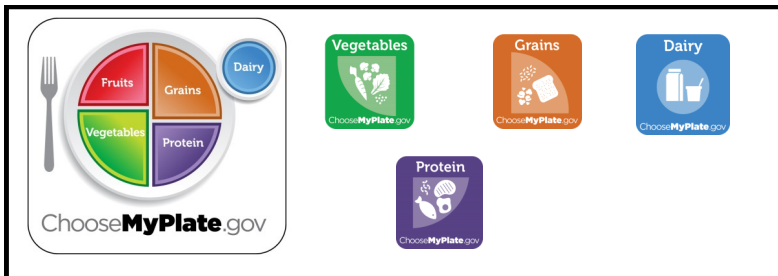 Fruits
Grains
Dairy
Vegetables
Protein
ChooseMyPlate.gov
Vegetables
ChooseMyPlate.gov
Grains
ChooseMyPlate.gov
Dairy
ChooseMyPlate.gov
Protein
ChooseMyPlate.gov